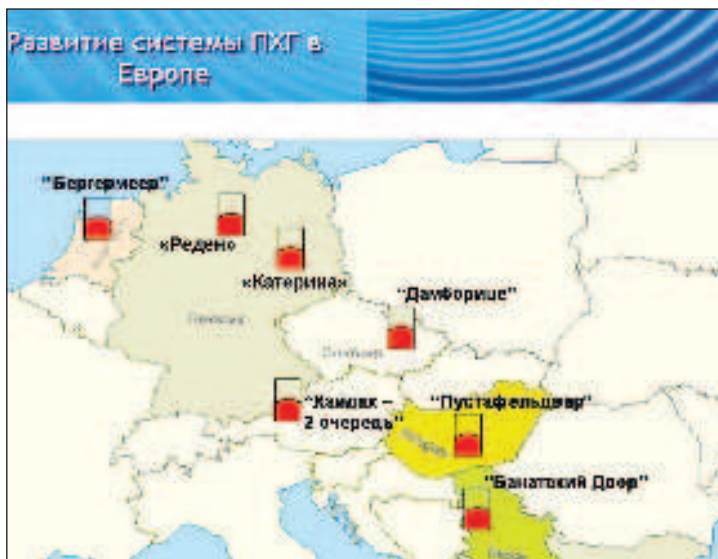 Развитие системы ПХГ в
Европе
"Бергермеер"
«Реден»
«Катерина»
"Дамборице"
"Хайдах –
2 очередь"
"Пустафельдвар"
"Банатский Двор"